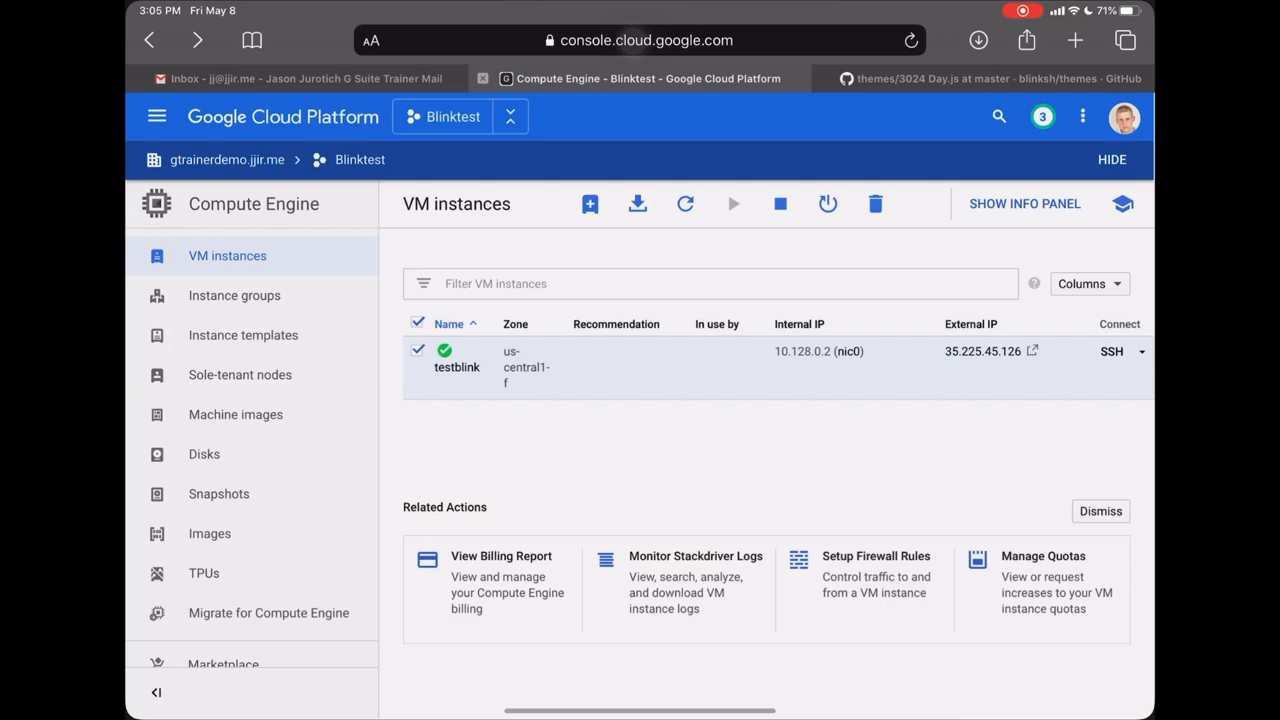 3:05 PM Fri May 8
71%
AA
console.cloud.google.com
Inbox - jj@jjir.me - Jason Jurotich G Suite Trainer Mail
G Compute Engine - Blinktest - Google Cloud Platform
themes/3024 Day.js at master · blinksh/themes · GitHub
Google Cloud Platform
Blinktest
3
gtrainerdemo.jjir.me
Blinktest
HIDE
Compute Engine
VM instances
SHOW INFO PANEL
VM instances
Instance groups
Instance templates
Sole-tenant nodes
Machine images
Disks
Snapshots
Images
TPUs
Migrate for Compute Engine
Marketplace
Filter VM instances
?
Columns
Name
Zone
Recommendation
In use by
Internal IP
External IP
Connect
testblink
us-
central1-
f
10.128.0.2 (nic0)
35.225.45.126
SSH
Related Actions
Dismiss
View Billing Report
View and manage
your Compute Engine
billing
Monitor Stackdriver Logs
View, search, analyze,
and download VM
instance logs
Setup Firewall Rules
Control traffic to and
from a VM instance
Manage Quotas
View or request
increases to your VM
instance quotas